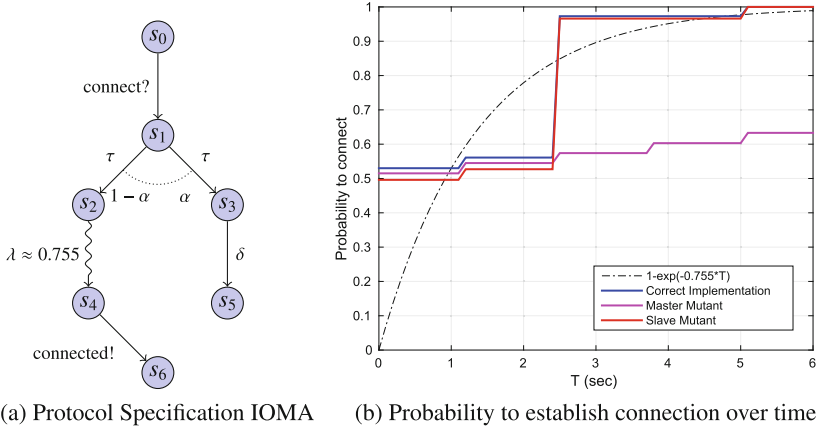 s0
connect?
s1
τ τ
1 − α α
s2 s3
λ ≈ 0.755 δ
s4 s5
connected!
s6
(a) Protocol Specification IOMA
1
0.9
0.8
0.7
0.6
0.5
0.4
0.3
0.2
0.1
0
Probability to connect
1-exp(-0.755*T)
Correct Implementation
Master Mutant
Slave Mutant
0 1 2 3 4 5 6
T (sec)
(b) Probability to establish connection over time